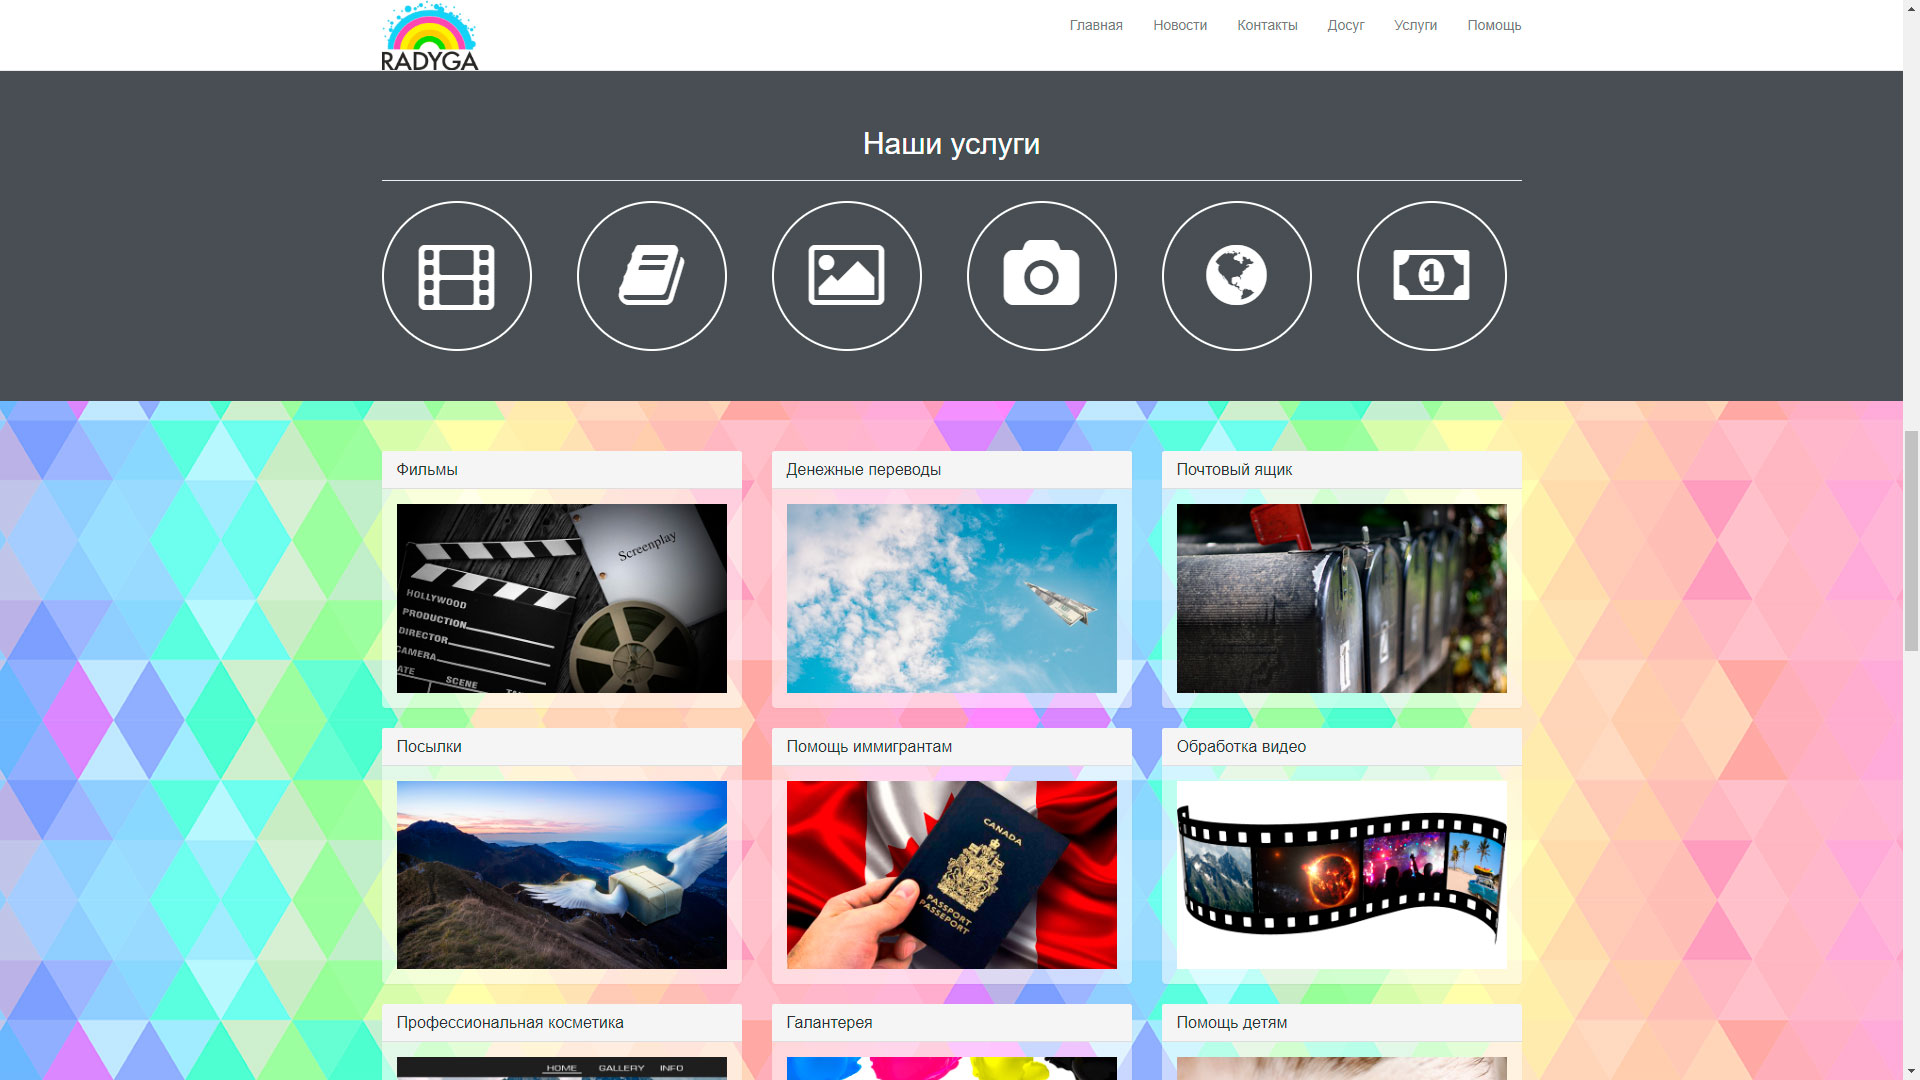 RADYGA
Главная Новости Контакты Досуг Услуги Помощь
Наши услуги
1
Фильмы
Денежные переводы
Почтовый ящик
Screenplay
HOLLYWOOD
PRODUCTION
DIRECTOR
CAMERA
SCENE
Посылки
Помощь иммигрантам
Обработка видео
CANADA
PASSPORT
PASSEPORT
Профессиональная косметика
Галантерея
Помощь детям
HOME GALLERY INFO